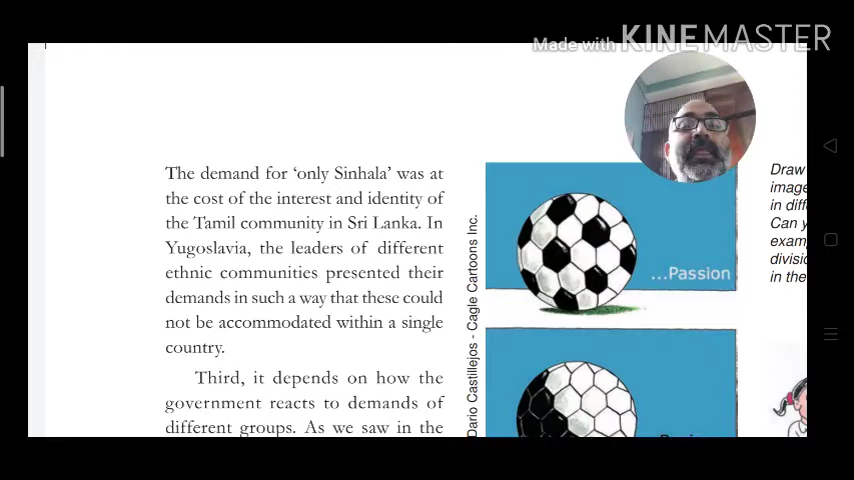 Made with KINEMASTER
The demand for ‘only Sinhala’ was at
the cost of the interest and identity of
the Tamil community in Sri Lanka. In
Yugoslavia, the leaders of different
ethnic communities presented their
demands in such a way that these could
not be accommodated within a single
country.
Third, it depends on how the
government reacts to demands of
different groups. As we saw in the
Dario Castillejos - Cagle Cartoons Inc.
...Passion
Draw
image
in diff
Can y
examp
divisio
in the